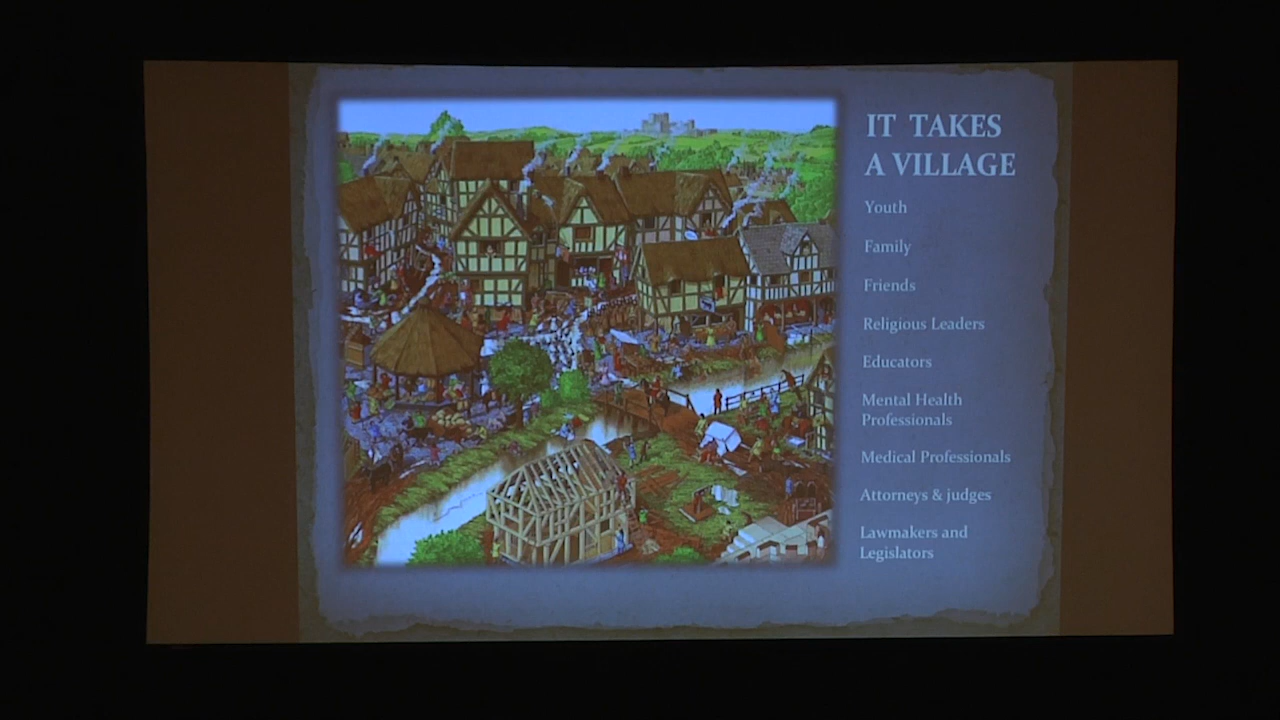 IT TAKES
A VILLAGE
Youth
Family
Friends
Religious Leaders
Educators
Mental Health
Professionals
Medical Professionals
Attorneys & judges
Lawmakers and
Legislators